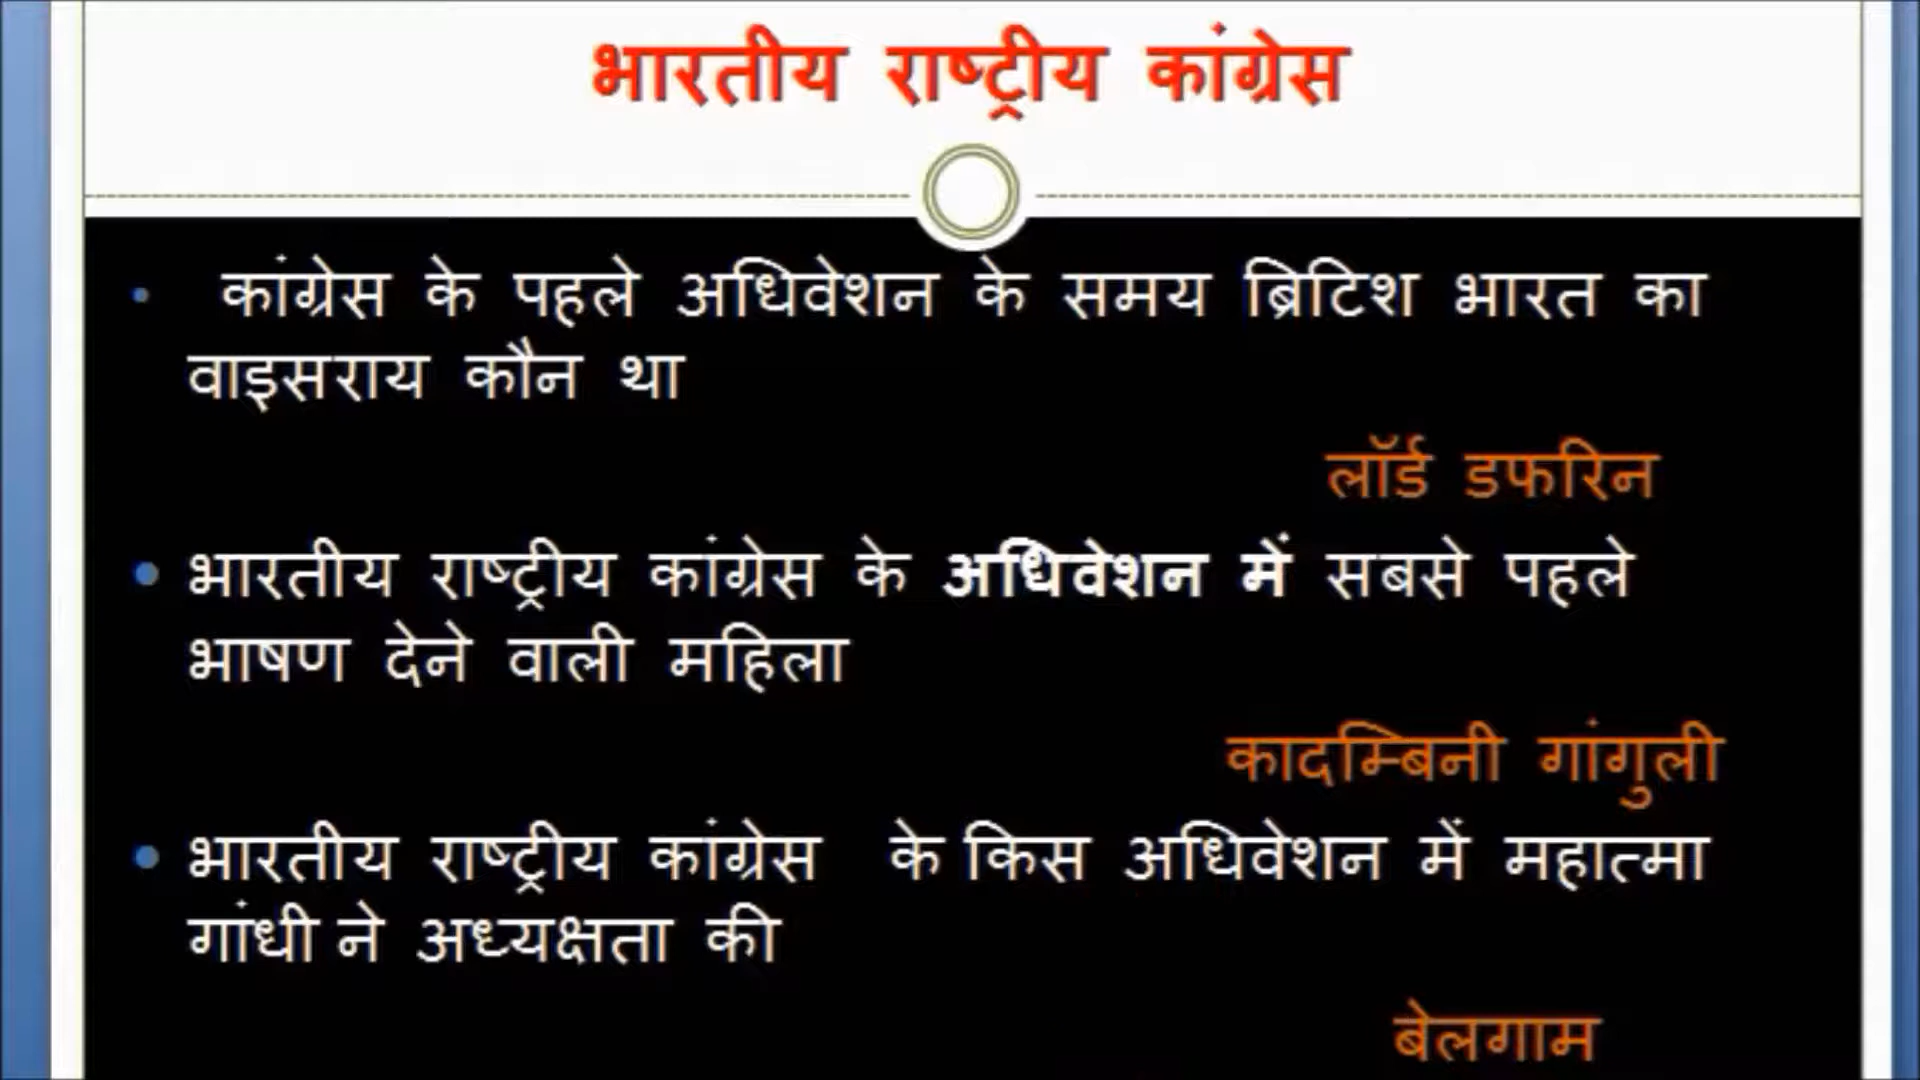 भारतीय राष्ट्रीय कांग्रेस
• कांग्रेस के पहले अधिवेशन के समय ब्रिटिश भारत का
वाइसराय कौन था
लॉर्ड डफरिन
• भारतीय राष्ट्रीय कांग्रेस के अधिवेशन में सबसे पहले
भाषण देने वाली महिला
कादम्बिनी गांगुली
• भारतीय राष्ट्रीय कांग्रेस के किस अधिवेशन में महात्मा
गांधी ने अध्यक्षता की
बेलगाम